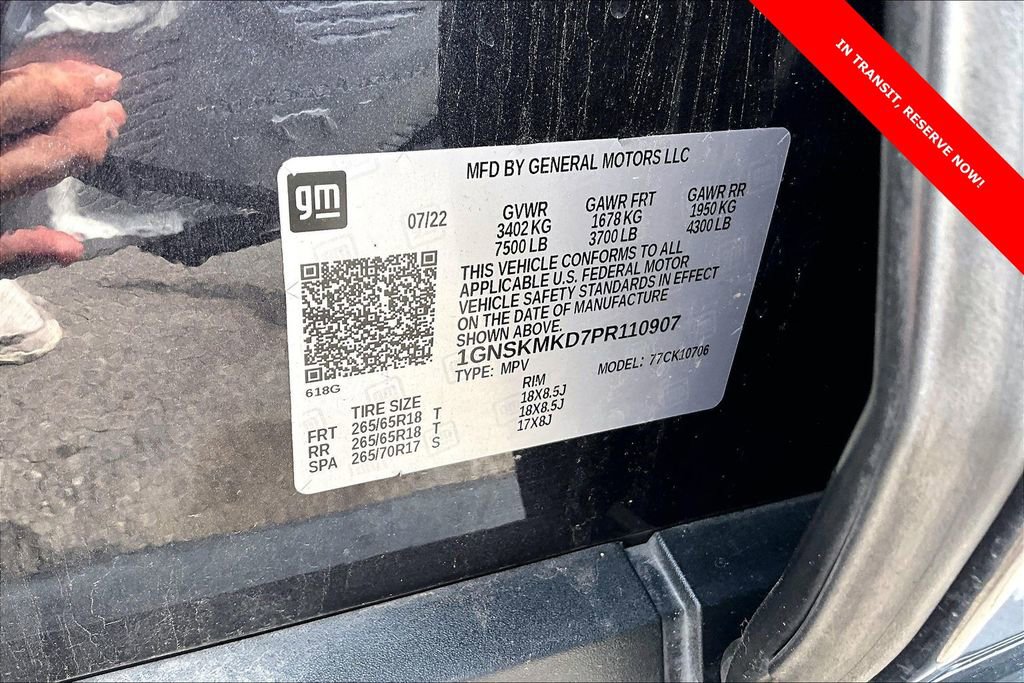 IN TRANSIT, RESERVE NOW!
MFD BY GENERAL MOTORS LLC
gm
07/22
GVWR GAWR FRT GAWR RR
3402 KG 1678 KG 1950 KG
7500 LB 3700 LB 4300 LB
THIS VEHICLE CONFORMS TO ALL
APPLICABLE U.S. FEDERAL MOTOR
VEHICLE SAFETY STANDARDS IN EFFECT
ON THE DATE OF MANUFACTURE
SHOWN ABOVE.
1GNSKMKD7PR110907
TYPE: MPV MODEL: 77CK10706
618G
TIRE SIZE RIM
FRT 265/65R18 T 18X8.5J
RR 265/65R18 T 18X8.5J
SPA 265/70R17 S 17X8J